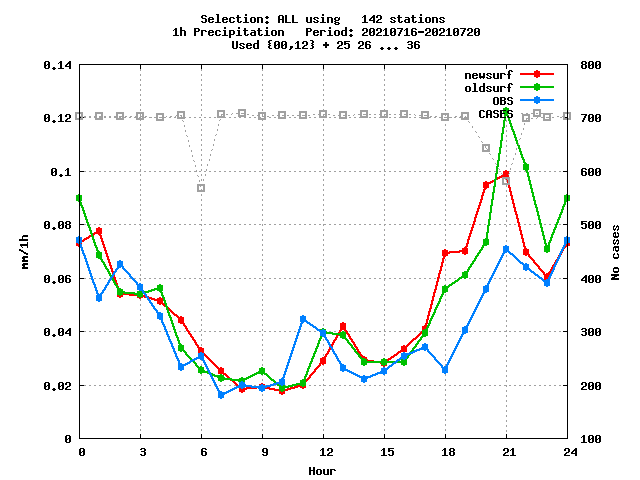 Selection: ALL using   142 stations
1h Precipitation   Period: 20210716-20210720
Used {00,12} + 25 26 ... 36
0.14 800
newsurf
oldsurf
OBS
CASES
0.12 700
0.1 600
0.08 500
mm/1h No cases
0.06 400
0.04 300
0.02 200
0 100
0 3 6 9 12 15 18 21 24
Hour